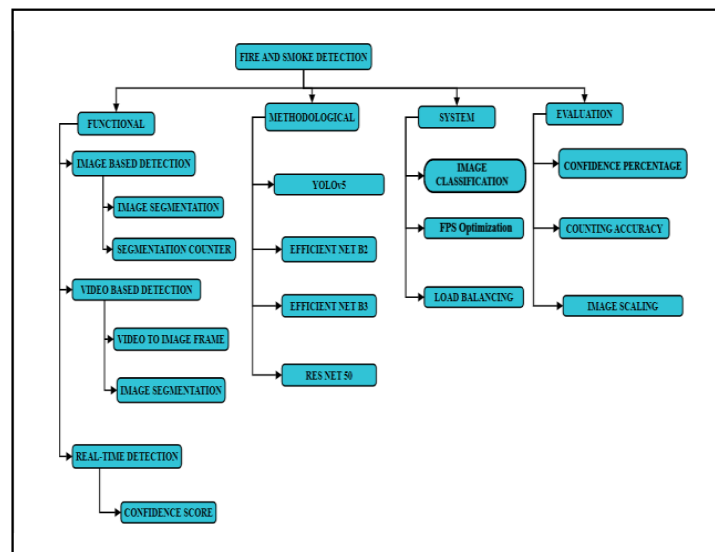 FIRE AND SMOKE DETECTION
FUNCTIONAL
IMAGE BASED DETECTION
IMAGE SEGMENTATION
SEGMENTATION COUNTER
VIDEO BASED DETECTION
VIDEO TO IMAGE FRAME
IMAGE SEGMENTATION
REAL-TIME DETECTION
CONFIDENCE SCORE
METHODOLOGICAL
YOLOv5
EFFICIENT NET B2
EFFICIENT NET B3
RES NET 50
SYSTEM
IMAGE
CLASSIFICATION
FPS Optimization
LOAD BALANCING
EVALUATION
CONFIDENCE PERCENTAGE
COUNTING ACCURACY
IMAGE SCALING